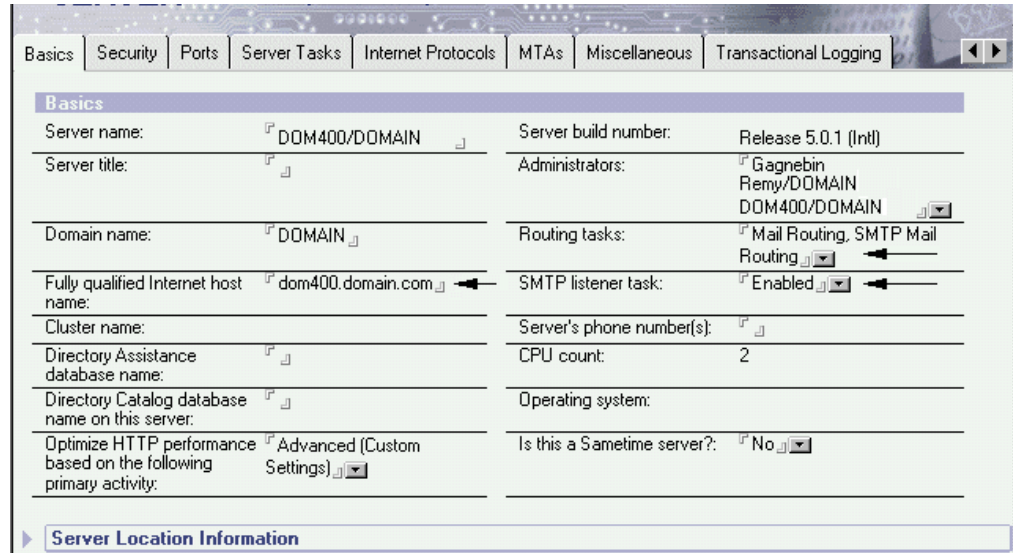 Basics Security Ports Server Tasks Internet Protocols MTAs Miscellaneous Transactional Logging
Basics
Server name: DOM400/DOMAIN Server build number: Release 5.0.1 (Intl)
Server title: Administrators: Gagnebin
Remy/DOMAIN
DOM400/DOMAIN
Domain name: DOMAIN Routing tasks: Mail Routing, SMTP Mail
Routing
Fully qualified Internet host dom400.domain.com SMTP listener task: Enabled
name:
Cluster name: Server's phone number(s):
Directory Assistance CPU count: 2
database name:
Directory Catalog database Operating system:
name on this server:
Optimize HTTP performance Advanced (Custom Is this a Sametime server?: No
based on the following Settings)
primary activity:
Server Location Information